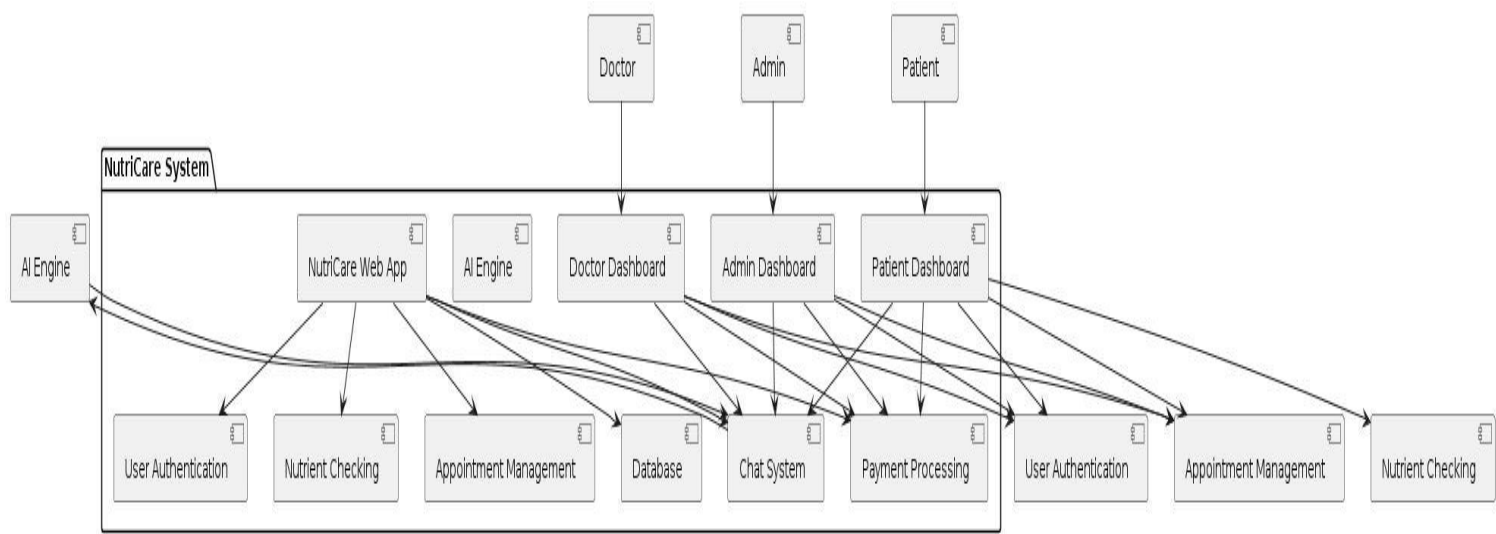 Doctor
Admin
Patient
NutriCare System
AI Engine
NutriCare Web App
AI Engine
Doctor Dashboard
Admin Dashboard
Patient Dashboard
User Authentication
Nutrient Checking
Appointment Management
Database
Chat System
Payment Processing
User Authentication
Appointment Management
Nutrient Checking